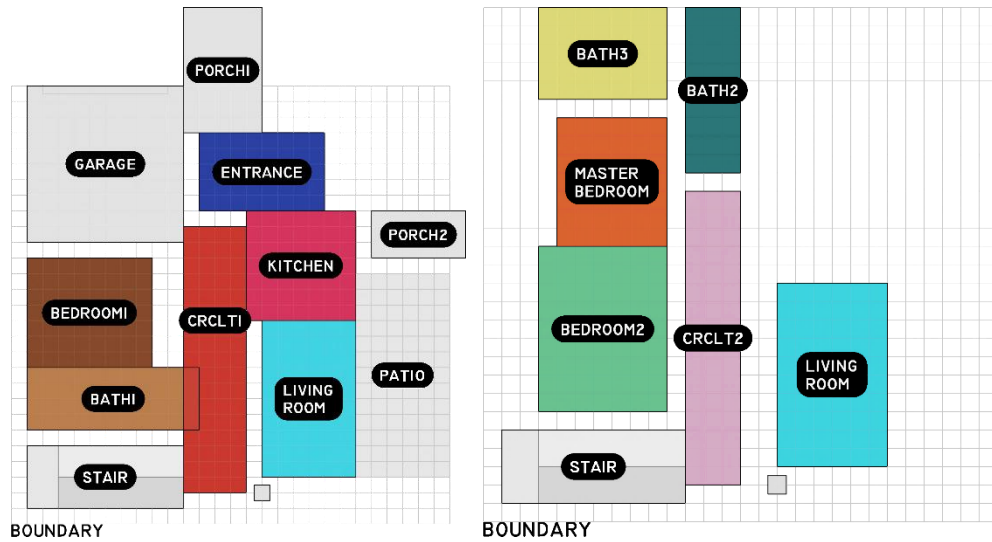 PORCH1
GARAGE
ENTRANCE
PORCH2
KITCHEN
BEDROOM1
CRCLT1
PATIO
BATH1
LIVING
ROOM
STAIR
BOUNDARY
BATH3
BATH2
MASTER
BEDROOM
BEDROOM2
CRCLT2
LIVING
ROOM
STAIR
BOUNDARY